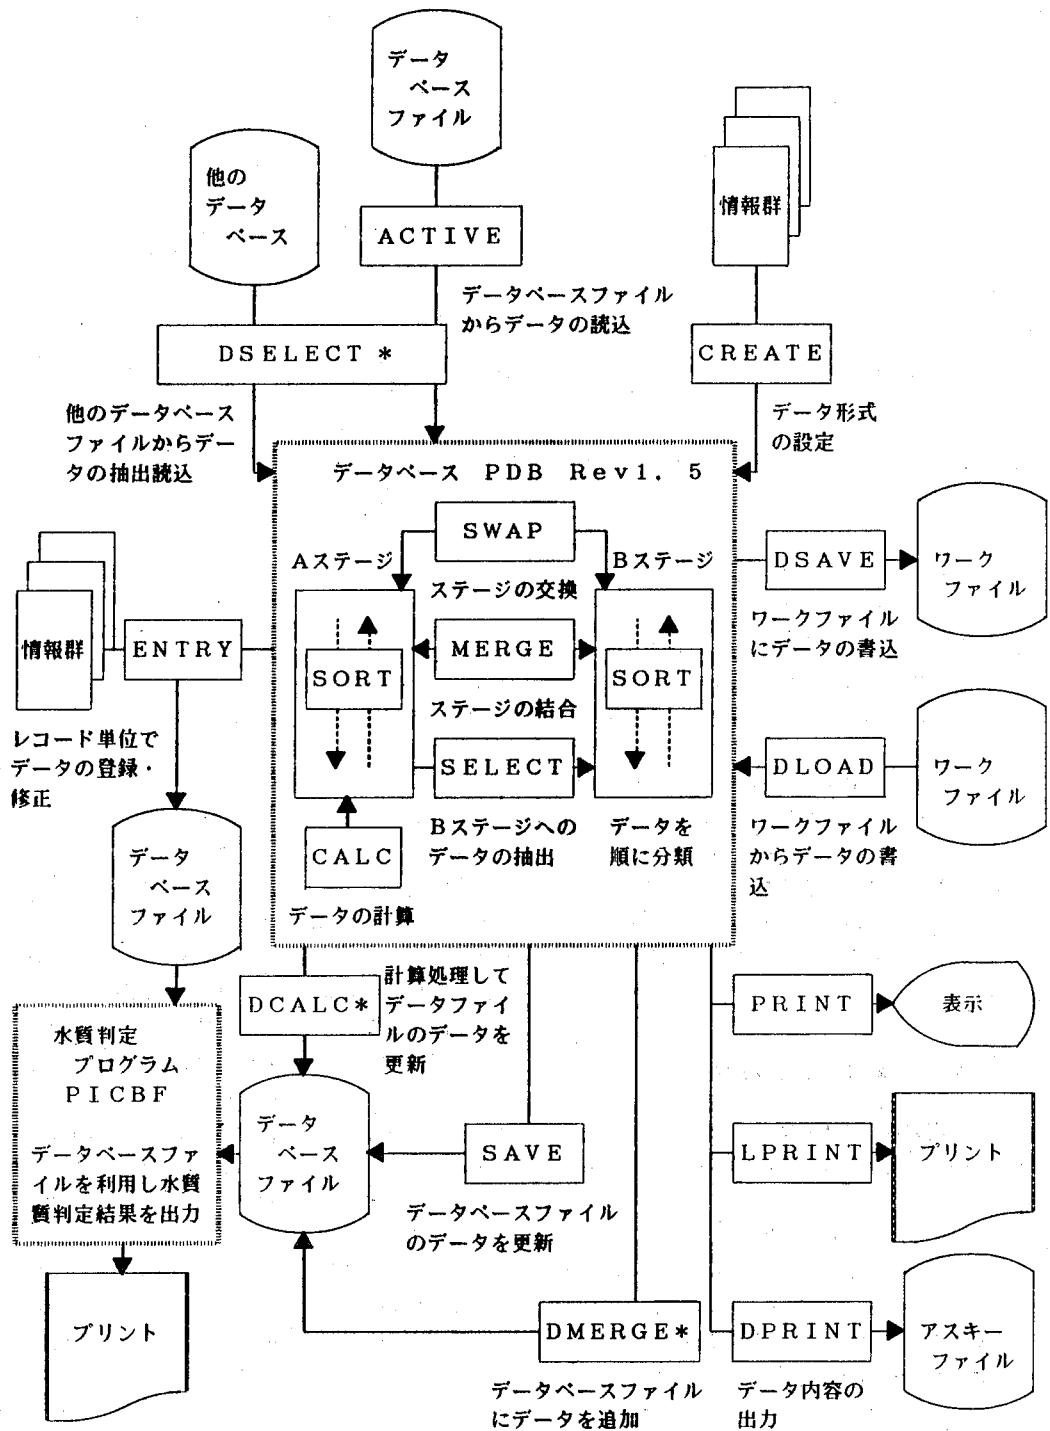 データ
ベース
ファイル
他の
データ
ベース
情報群
ACTIVE
データベースファイル
からデータの読込
DSELECT *
CREATE
他のデータベース
ファイルからデー
タの抽出読込
データ形式
の設定
データベース PDB Rev1. 5
SWAP
Aステージ
Bステージ
ステージの交換
DSAVE
ワーク
ファイル
ワークファイル
にデータの書込
情報群
ENTRY
SORT
MERGE
SORT
ステージの結合
レコード単位で
データの登録・
修正
SELECT
DLOAD
ワーク
ファイル
Bステージへの
データの抽出
データを
順に分類
ワークファイル
からデータの書
込
CALC
データの計算
データ
ベース
ファイル
DCALC*
計算処理して
データファイ
ルのデータを
更新
PRINT
表示
水質判定
プログラム
PICBF
データベースファ
イルを利用し水質
質判定結果を出力
データ
ベース
ファイル
SAVE
データベースファイル
のデータを更新
LPRINT
プリント
プリント
DMERGE*
データベースファイル
にデータを追加
DPRINT
データ内容の
出力
アスキー
ファイル